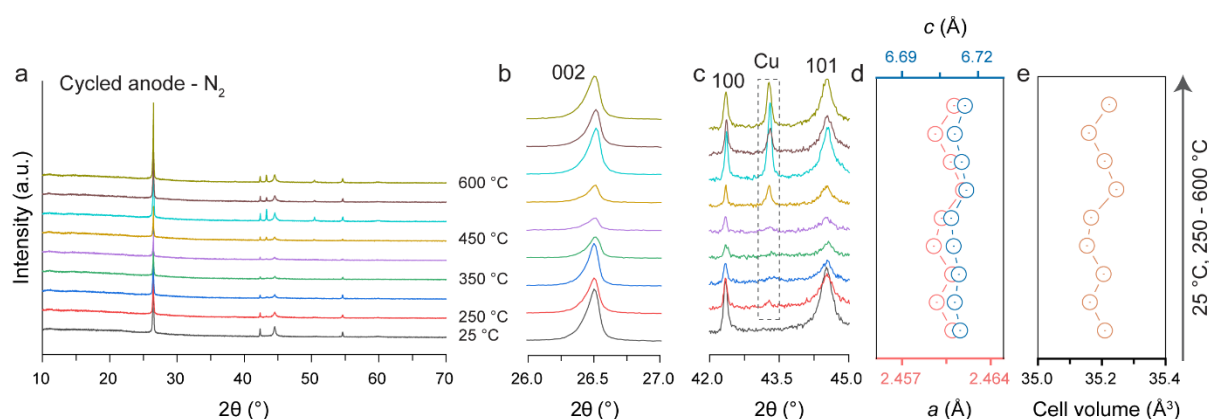 a
Cycled anode - N₂
Intensity (a.u.)
600 °C
450 °C
350 °C
250 °C
25 °C
10 20 30 40 50 60 70
2θ (°)
b
002
26.0 26.5 27.0
2θ (°)
c
100
Cu
101
42.0 43.5 45.0
2θ (°)
d
c (Å)
6.69 6.72
2.457 2.464
a (Å)
e
35.0 35.2 35.4
Cell volume (Å³)
25 °C, 250 - 600 °C